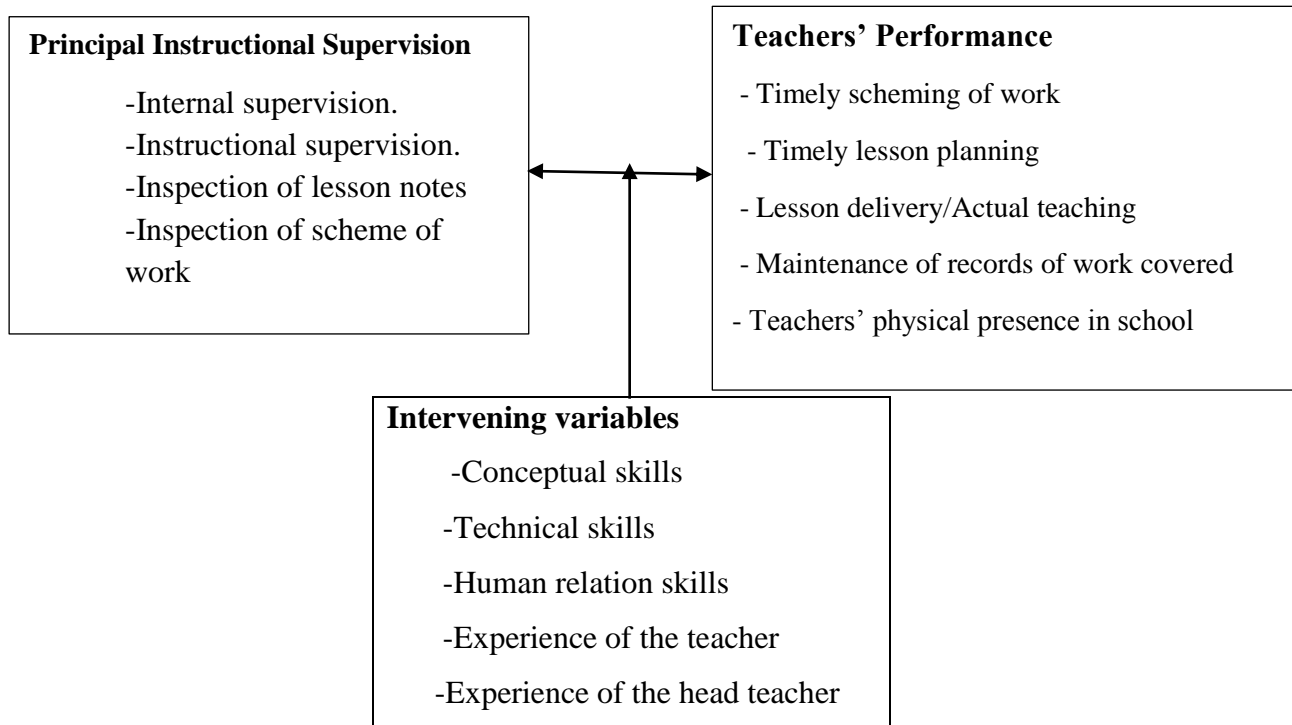 Principal Instructional Supervision
-Internal supervision.
-Instructional supervision.
-Inspection of lesson notes
-Inspection of scheme of
work
Teachers’ Performance
- Timely scheming of work
- Timely lesson planning
- Lesson delivery/Actual teaching
- Maintenance of records of work covered
- Teachers’ physical presence in school
Intervening variables
-Conceptual skills
-Technical skills
-Human relation skills
-Experience of the teacher
-Experience of the head teacher